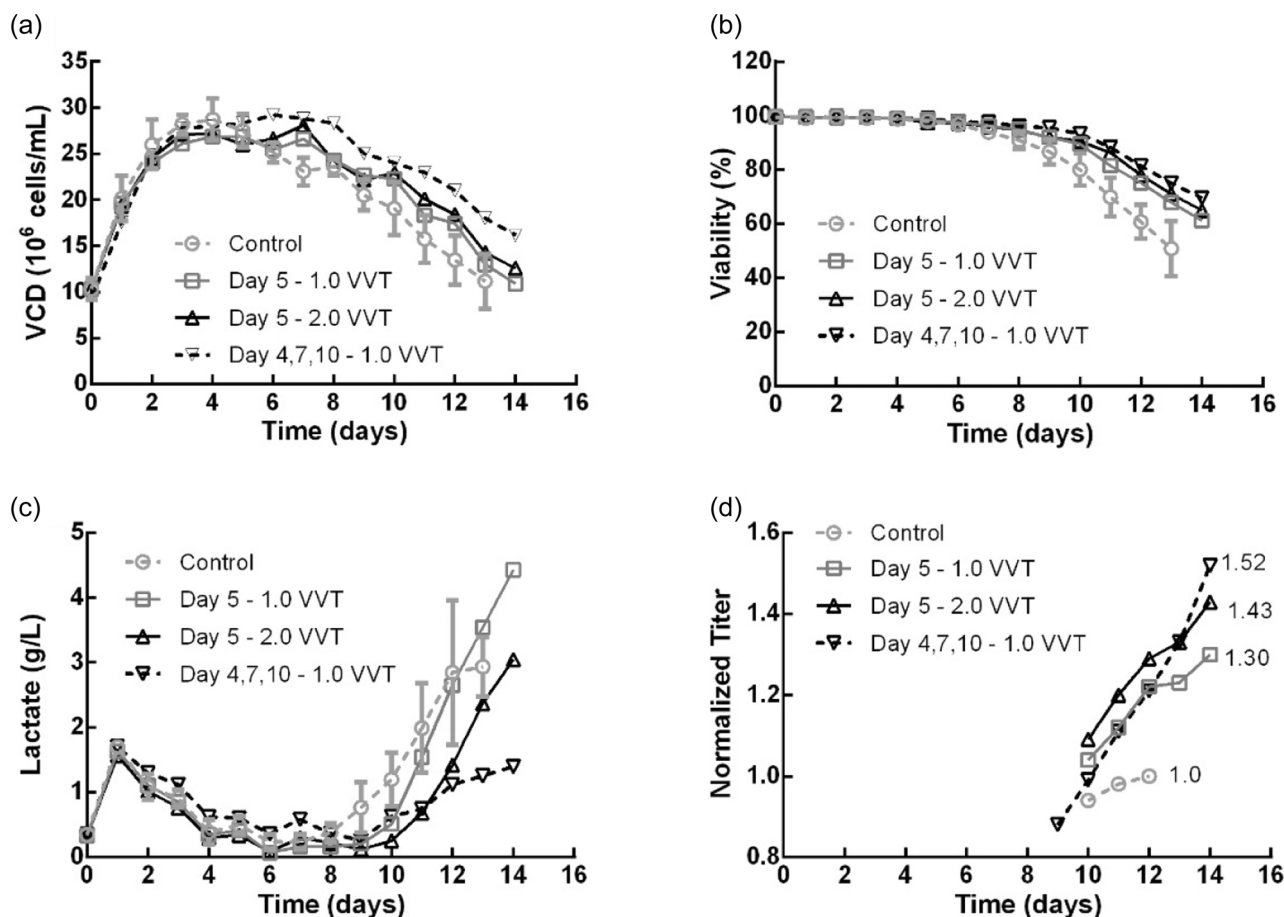 (a)
VCD (10⁶ cells/mL)
35
30
25
20
15
10
5
0
Control
Day 5 - 1.0 VVT
Day 5 - 2.0 VVT
Day 4,7,10 - 1.0 VVT
0 2 4 6 8 10 12 14 16
Time (days)
(b)
Viability (%)
120
100
80
60
40
20
0
Control
Day 5 - 1.0 VVT
Day 5 - 2.0 VVT
Day 4,7,10 - 1.0 VVT
0 2 4 6 8 10 12 14 16
Time (days)
(c)
Lactate (g/L)
5
4
3
2
1
0
Control
Day 5 - 1.0 VVT
Day 5 - 2.0 VVT
Day 4,7,10 - 1.0 VVT
0 2 4 6 8 10 12 14 16
Time (days)
(d)
Normalized Titer
1.6
1.4
1.2
1.0
0.8
Control
Day 5 - 1.0 VVT
Day 5 - 2.0 VVT
Day 4,7,10 - 1.0 VVT
1.52
1.43
1.30
1.0
0 2 4 6 8 10 12 14 16
Time (days)